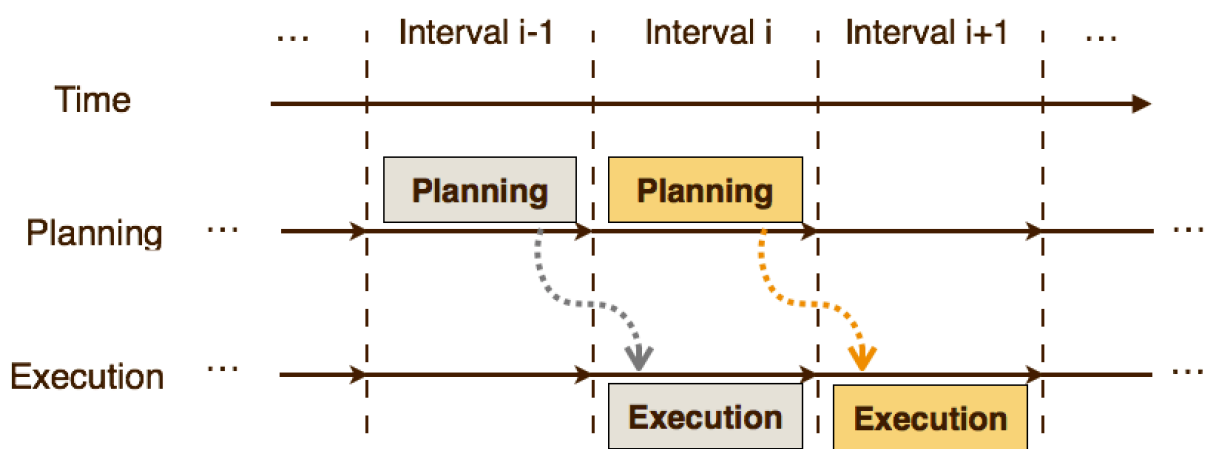 ... Interval i-1 Interval i Interval i+1 ...
Time
Planning Planning
Planning ... ...
Execution ... ...
Execution Execution